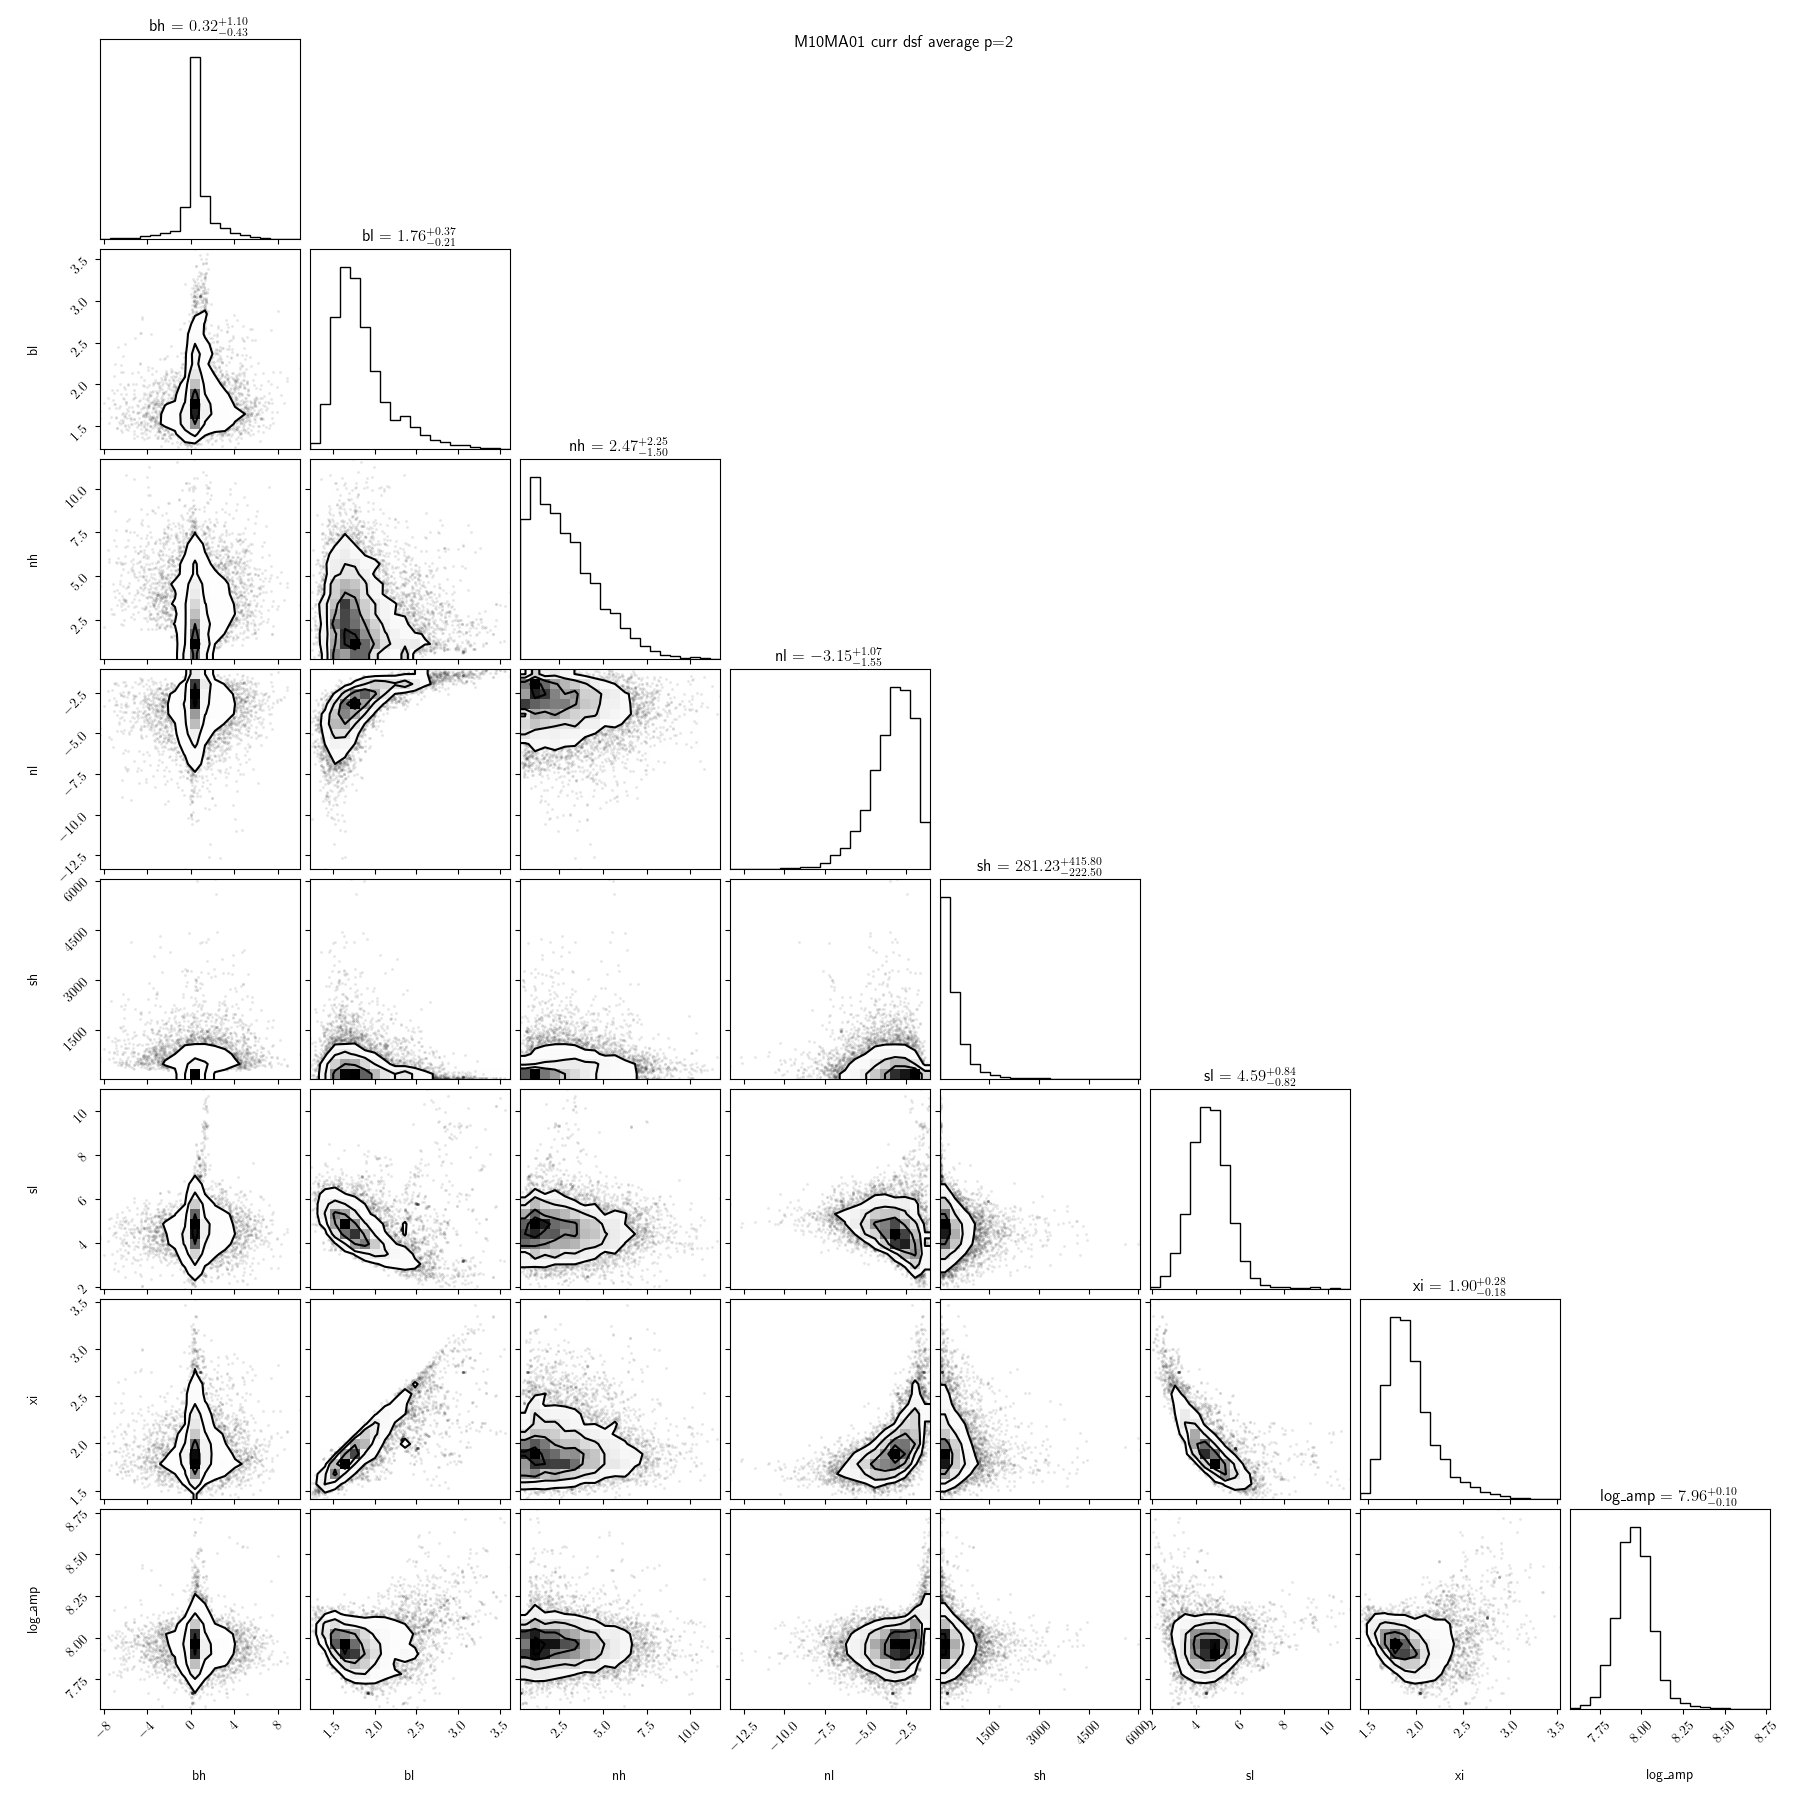 M10MA01 curr dsf average p=2
bh = 0.32+1.10 −0.43
bl = 1.76+0.37 −0.21
3.5
3.0
2.5
2.0
1.5
bl
nh = 2.47+2.25 −1.50
10.0
7.5
5.0
2.5
nh
nl = −3.15+1.07 −1.55
−2.5
−5.0
−7.5
−10.0
−12.5
nl
sh = 281.23+415.80 −222.50
6000
4500
3000
1500
sh
sl = 4.59+0.84 −0.82
10
8
6
4
2
sl
xi = 1.90+0.28 −0.18
3.5
3.0
2.5
2.0
1.5
xi
log_amp = 7.96+0.10 −0.10
8.75
8.50
8.25
8.00
7.75
log_amp
−8 −4 0 4 8
1.5 2.0 2.5 3.0 3.5
2.5 5.0 7.5 10.0
−12.5 −10.0 −7.5 −5.0 −2.5
1500 3000 4500 6000
2 4 6 8 10
1.5 2.0 2.5 3.0 3.5
7.75 8.00 8.25 8.50 8.75
bh bl nh nl sh sl xi log_amp